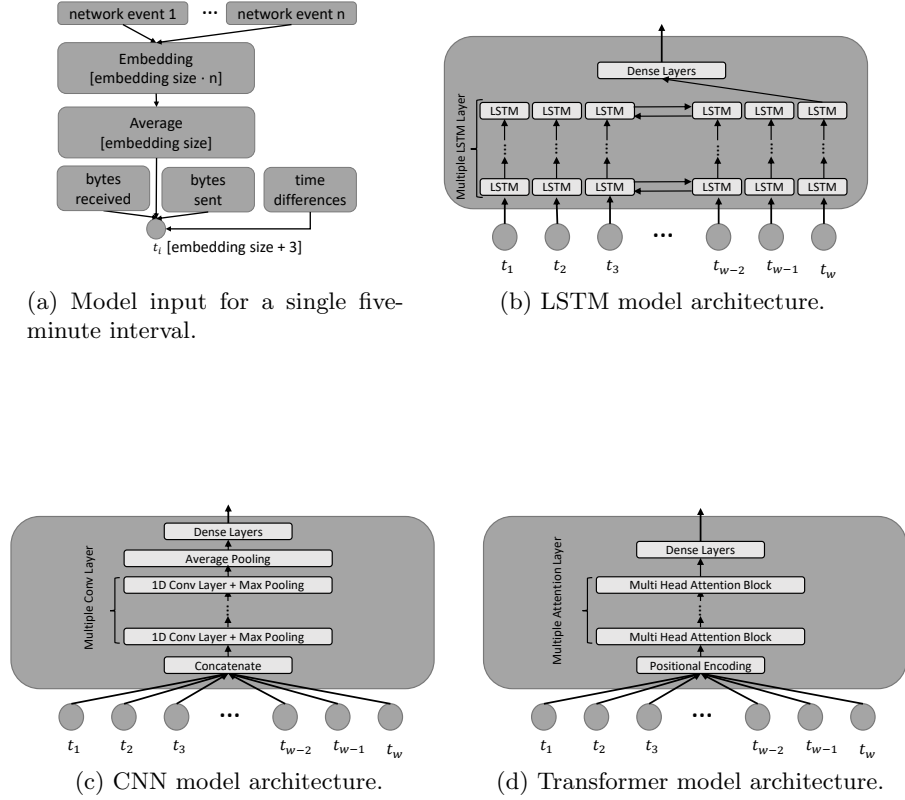 network event 1 ... network event n
Embedding
[embedding size · n]
Average
[embedding size]
bytes
received
bytes
sent
time
differences
t_i [embedding size + 3]
(a) Model input for a single five-
minute interval.
Dense Layers
Multiple LSTM Layer
LSTM LSTM LSTM LSTM LSTM LSTM
... ... ... ... ... ...
LSTM LSTM LSTM LSTM LSTM LSTM
...
t_1 t_2 t_3 t_{w-2} t_{w-1} t_w
(b) LSTM model architecture.
Dense Layers
Average Pooling
Multiple Conv Layer
1D Conv Layer + Max Pooling
...
1D Conv Layer + Max Pooling
Concatenate
...
t_1 t_2 t_3 t_{w-2} t_{w-1} t_w
(c) CNN model architecture.
Dense Layers
Multiple Attention Layer
Multi Head Attention Block
...
Multi Head Attention Block
Positional Encoding
...
t_1 t_2 t_3 t_{w-2} t_{w-1} t_w
(d) Transformer model architecture.